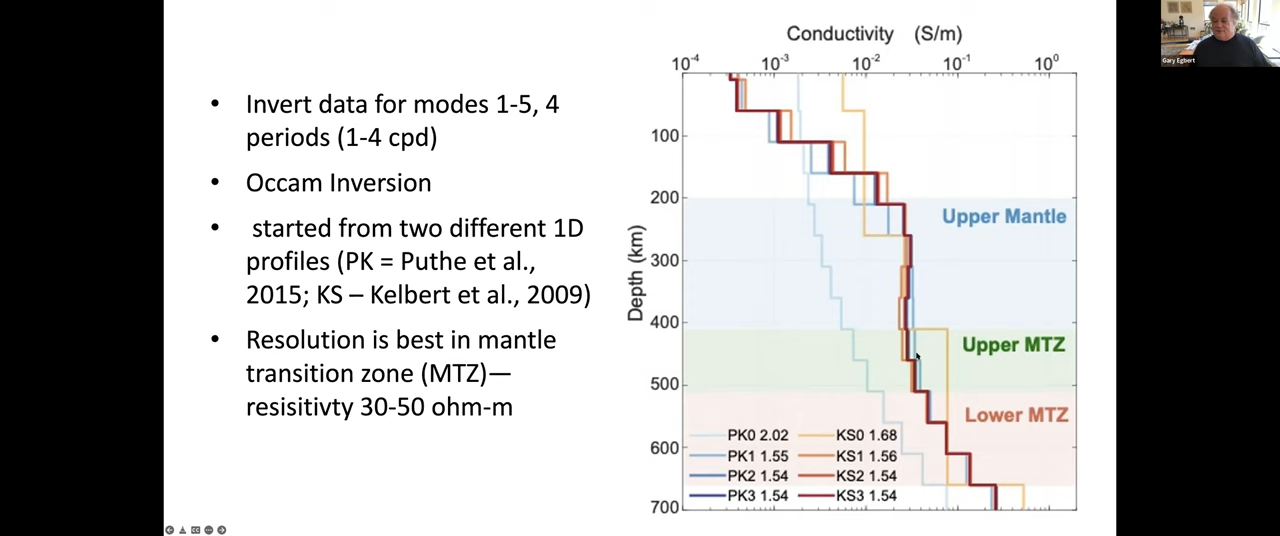 Invert data for modes 1-5, 4
periods (1-4 cpd)
Occam Inversion
started from two different 1D
profiles (PK = Puthe et al.,
2015; KS – Kelbert et al., 2009)
Resolution is best in mantle
transition zone (MTZ)—
resisitivty 30-50 ohm-m
Conductivity (S/m)
10-4 10-3 10-2 10-1 100
Depth (km)
100
200
300
400
500
600
700
Upper Mantle
Upper MTZ
Lower MTZ
PK0 2.02 KS0 1.68
PK1 1.55 KS1 1.56
PK2 1.54 KS2 1.54
PK3 1.54 KS3 1.54
Gary Egbert